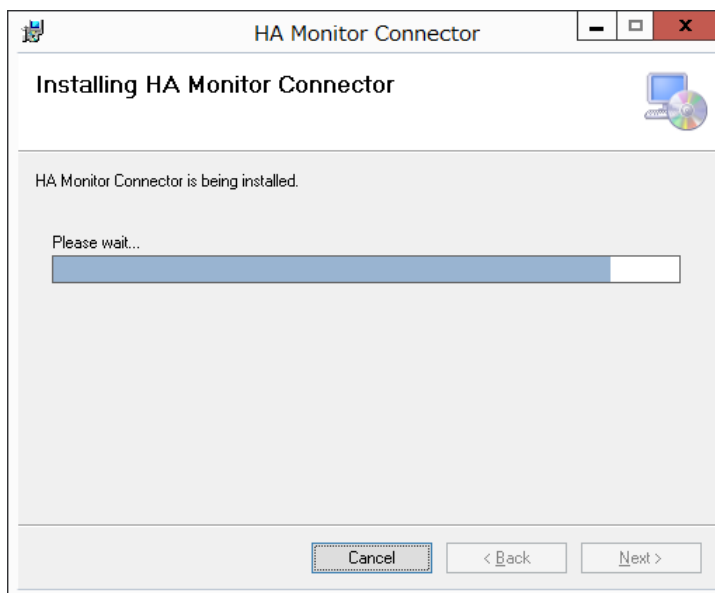 HA Monitor Connector
Installing HA Monitor Connector
HA Monitor Connector is being installed.
Please wait...
Cancel
< Back
Next >